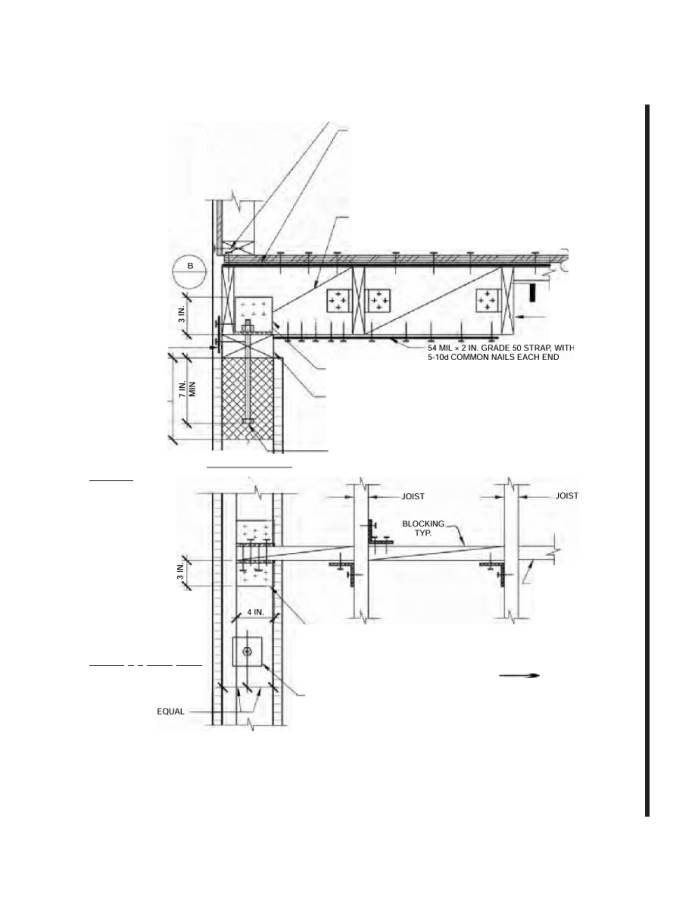 B
3 IN.
54 MIL × 2 IN. GRADE 50 STRAP, WITH
5-10d COMMON NAILS EACH END
7 IN.
MIN
JOIST
JOIST
BLOCKING
TYP.
3 IN.
4 IN.
EQUAL